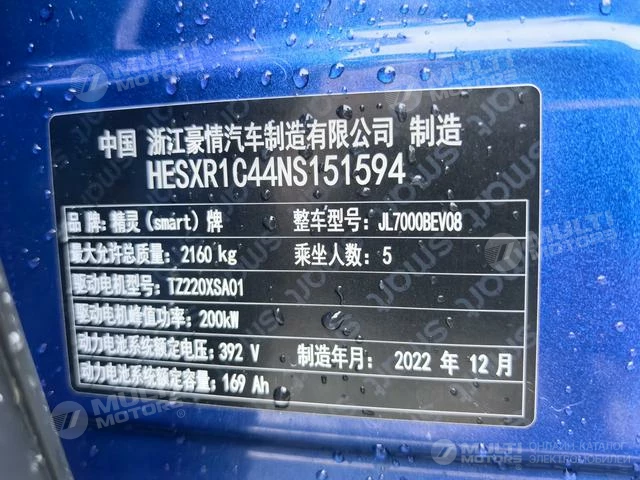 中国 浙江豪情汽车制造有限公司 制造
HESXR1C44NS151594
品 牌：精灵（smart）牌 整车型号：JL7000BEV08
最大允许总质量：2160 kg 乘坐人数：5
驱动电机型号：TZ220XSA01
驱动电机峰值功率：200kW
动力电池系统额定电压：392 V 制造年月：2022 年 12 月
动力电池系统额定容量：169 Ah
MULTI MOTORS
ОНЛАЙН-КАТАЛОГ
ЭЛЕКТРОМОБИЛЕЙ